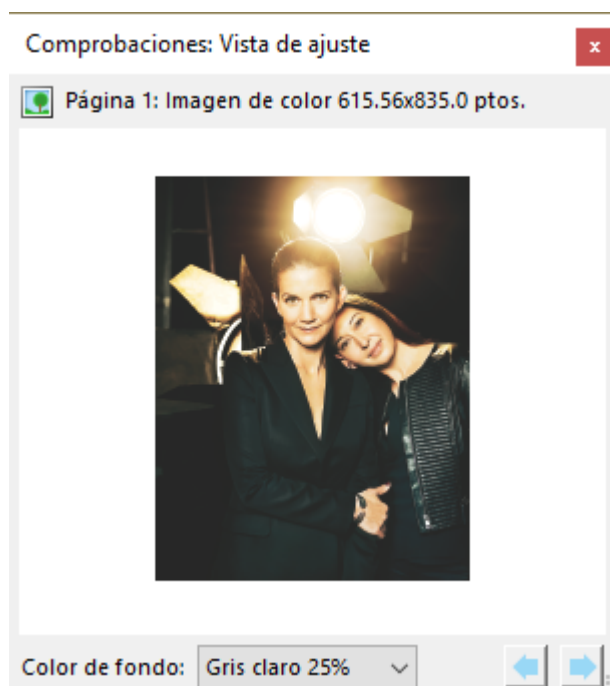 Comprobaciones: Vista de ajuste
x
Página 1: Imagen de color 615.56x835.0 ptos.
Color de fondo: Gris claro 25%